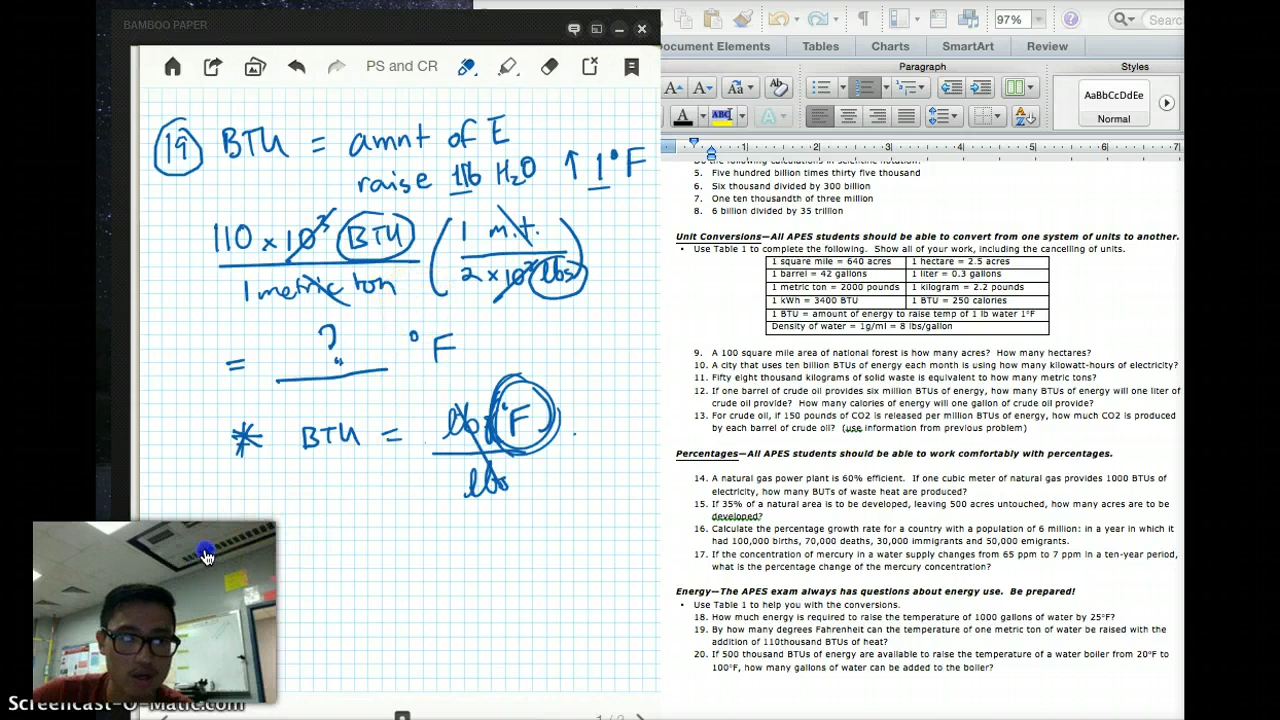 BAMBOO PAPER
PS and CR
19 BTU = amnt of E
raise 1lb H₂O ↑ 1°F
110 × 10³ BTU ( 1 m.t.
1 metric ton 2 × 10³ lbs )
= ? °F
* BTU = lb °F
lbs
Screencast-O-Matic.com
97%
Search
Document Elements Tables Charts SmartArt Review
Paragraph Styles
AaBbCcDdEe
Normal
1 2 3 4 5 6 7
Do the following calculations in scientific notation.
5. Five hundred billion times thirty five thousand
6. Six thousand divided by 300 billion
7. One ten thousandth of three million
8. 6 billion divided by 35 trillion
Unit Conversions—All APES students should be able to convert from one system of units to another.
• Use Table 1 to complete the following. Show all of your work, including the cancelling of units.
1 square mile = 640 acres 1 hectare = 2.5 acres
1 barrel = 42 gallons 1 liter = 0.3 gallons
1 metric ton = 2000 pounds 1 kilogram = 2.2 pounds
1 kWh = 3400 BTU 1 BTU = 250 calories
1 BTU = amount of energy to raise temp of 1 lb water 1°F
Density of water = 1g/ml = 8 lbs/gallon
9. A 100 square mile area of national forest is how many acres? How many hectares?
10. A city that uses ten billion BTUs of energy each month is using how many kilowatt-hours of electricity?
11. Fifty eight thousand kilograms of solid waste is equivalent to how many metric tons?
12. If one barrel of crude oil provides six million BTUs of energy, how many BTUs of energy will one liter of
crude oil provide? How many calories of energy will one gallon of crude oil provide?
13. For crude oil, if 150 pounds of CO2 is released per million BTUs of energy, how much CO2 is produced
by each barrel of crude oil? (use information from previous problem)
Percentages—All APES students should be able to work comfortably with percentages.
14. A natural gas power plant is 60% efficient. If one cubic meter of natural gas provides 1000 BTUs of
electricity, how many BUTs of waste heat are produced?
15. If 35% of a natural area is to be developed, leaving 500 acres untouched, how many acres are to be
developed?
16. Calculate the percentage growth rate for a country with a population of 6 million: in a year in which it
had 100,000 births, 70,000 deaths, 30,000 immigrants and 50,000 emigrants.
17. If the concentration of mercury in a water supply changes from 65 ppm to 7 ppm in a ten-year period,
what is the percentage change of the mercury concentration?
Energy—The APES exam always has questions about energy use. Be prepared!
• Use Table 1 to help you with the conversions.
18. How much energy is required to raise the temperature of 1000 gallons of water by 25°F?
19. By how many degrees Fahrenheit can the temperature of one metric ton of water be raised with the
addition of 110thousand BTUs of heat?
20. If 500 thousand BTUs of energy are available to raise the temperature of a water boiler from 20°F to
100°F, how many gallons of water can be added to the boiler?